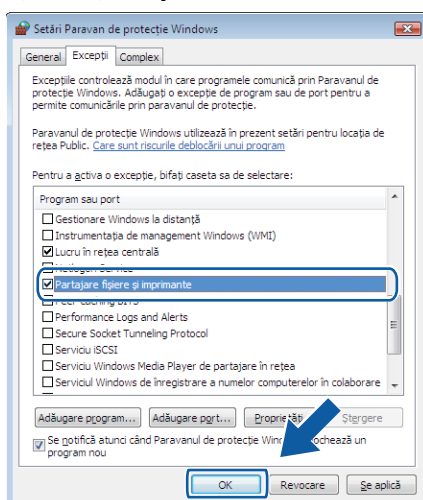 Setări Paravan de protecție Windows
General Excepții Complex
Excepțiile controlează modul în care programele comunică prin Paravanul de
protecție Windows. Adăugați o excepție de program sau de port pentru a
permite comunicările prin paravanul de protecție.
Paravanul de protecție Windows utilizează în prezent setări pentru locația de
rețea Public. Care sunt riscurile deblocării unui program
Pentru a activa o excepție, bifați caseta sa de selectare:
Program sau port
Gestionare Windows la distanță
Instrumentația de management Windows (WMI)
Lucru în rețea centrală
Partajare fișiere și imprimante
Performance Logs and Alerts
Secure Socket Tunneling Protocol
Serviciu iSCSI
Serviciu Windows Media Player de partajare în rețea
Serviciul Windows de înregistrare a numelor computerelor în colaborare
Adăugare program... Adăugare port... Proprietăți Ștergere
Se notifică atunci când Paravanul de protecție un
program nou
OK Revocare Se aplică